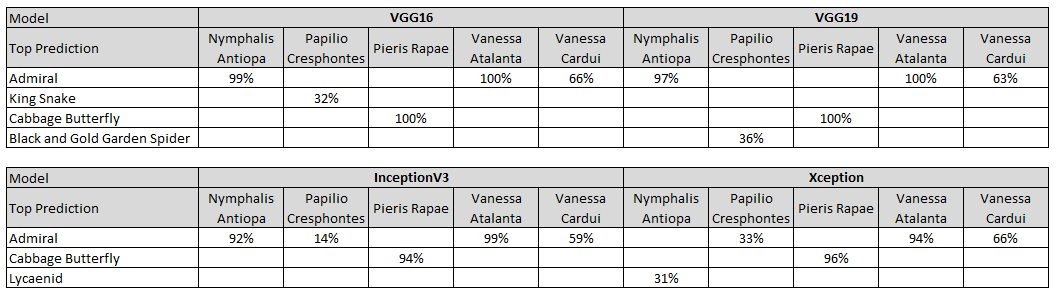 Model VGG16 VGG19
Top Prediction Nymphalis Antiopa Papilio Cresphontes Pieris Rapae Vanessa Atalanta Vanessa Cardui Nymphalis Antiopa Papilio Cresphontes Pieris Rapae Vanessa Atalanta Vanessa Cardui
Admiral 99% 100% 66% 97% 100% 63%
King Snake 32%
Cabbage Butterfly 100% 100%
Black and Gold Garden Spider 36%
Model InceptionV3 Xception
Top Prediction Nymphalis Antiopa Papilio Cresphontes Pieris Rapae Vanessa Atalanta Vanessa Cardui Nymphalis Antiopa Papilio Cresphontes Pieris Rapae Vanessa Atalanta Vanessa Cardui
Admiral 92% 14% 99% 59% 33% 94% 66%
Cabbage Butterfly 94% 96%
Lycaenid 31%